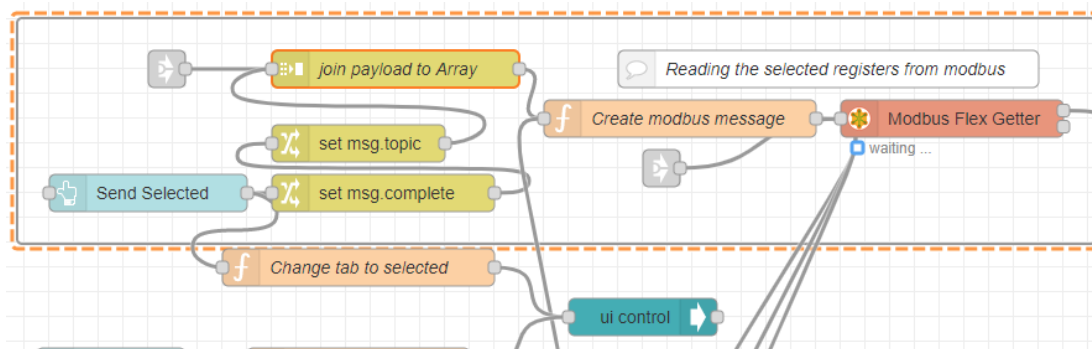 join payload to Array
Reading the selected registers from modbus
Create modbus message
Modbus Flex Getter
set msg.topic
waiting ...
Send Selected
set msg.complete
Change tab to selected
ui control